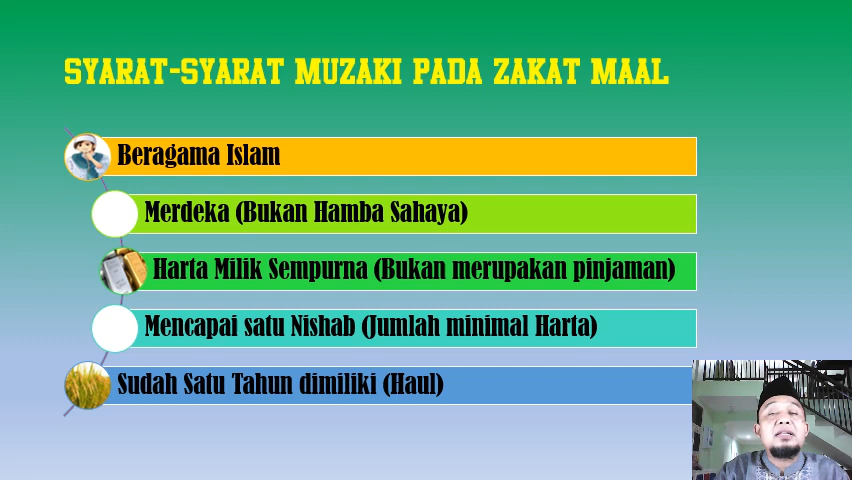 SYARAT-SYARAT MUZAKI PADA ZAKAT MAAL
Beragama Islam
Merdeka (Bukan Hamba Sahaya)
Harta Milik Sempurna (Bukan merupakan pinjaman)
Mencapai satu Nishab (Jumlah minimal Harta)
Sudah Satu Tahun dimiliki (Haul)